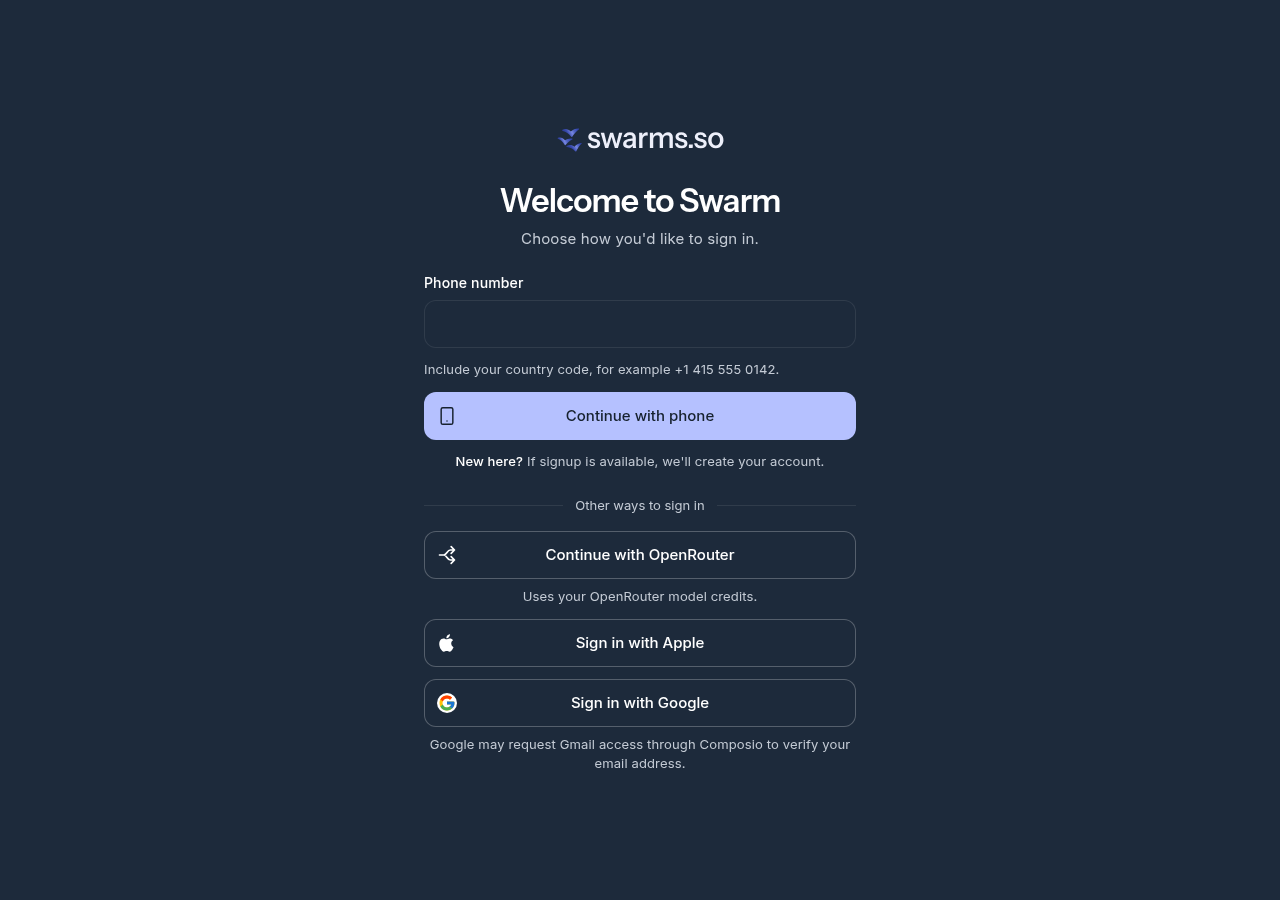 swarms.so
Welcome to Swarm
Choose how you'd like to sign in.
Phone number
Include your country code, for example +1 415 555 0142.
Continue with phone
New here? If signup is available, we'll create your account.
Other ways to sign in
Continue with OpenRouter
Uses your OpenRouter model credits.
Sign in with Apple
Sign in with Google
Google may request Gmail access through Composio to verify your
email address.